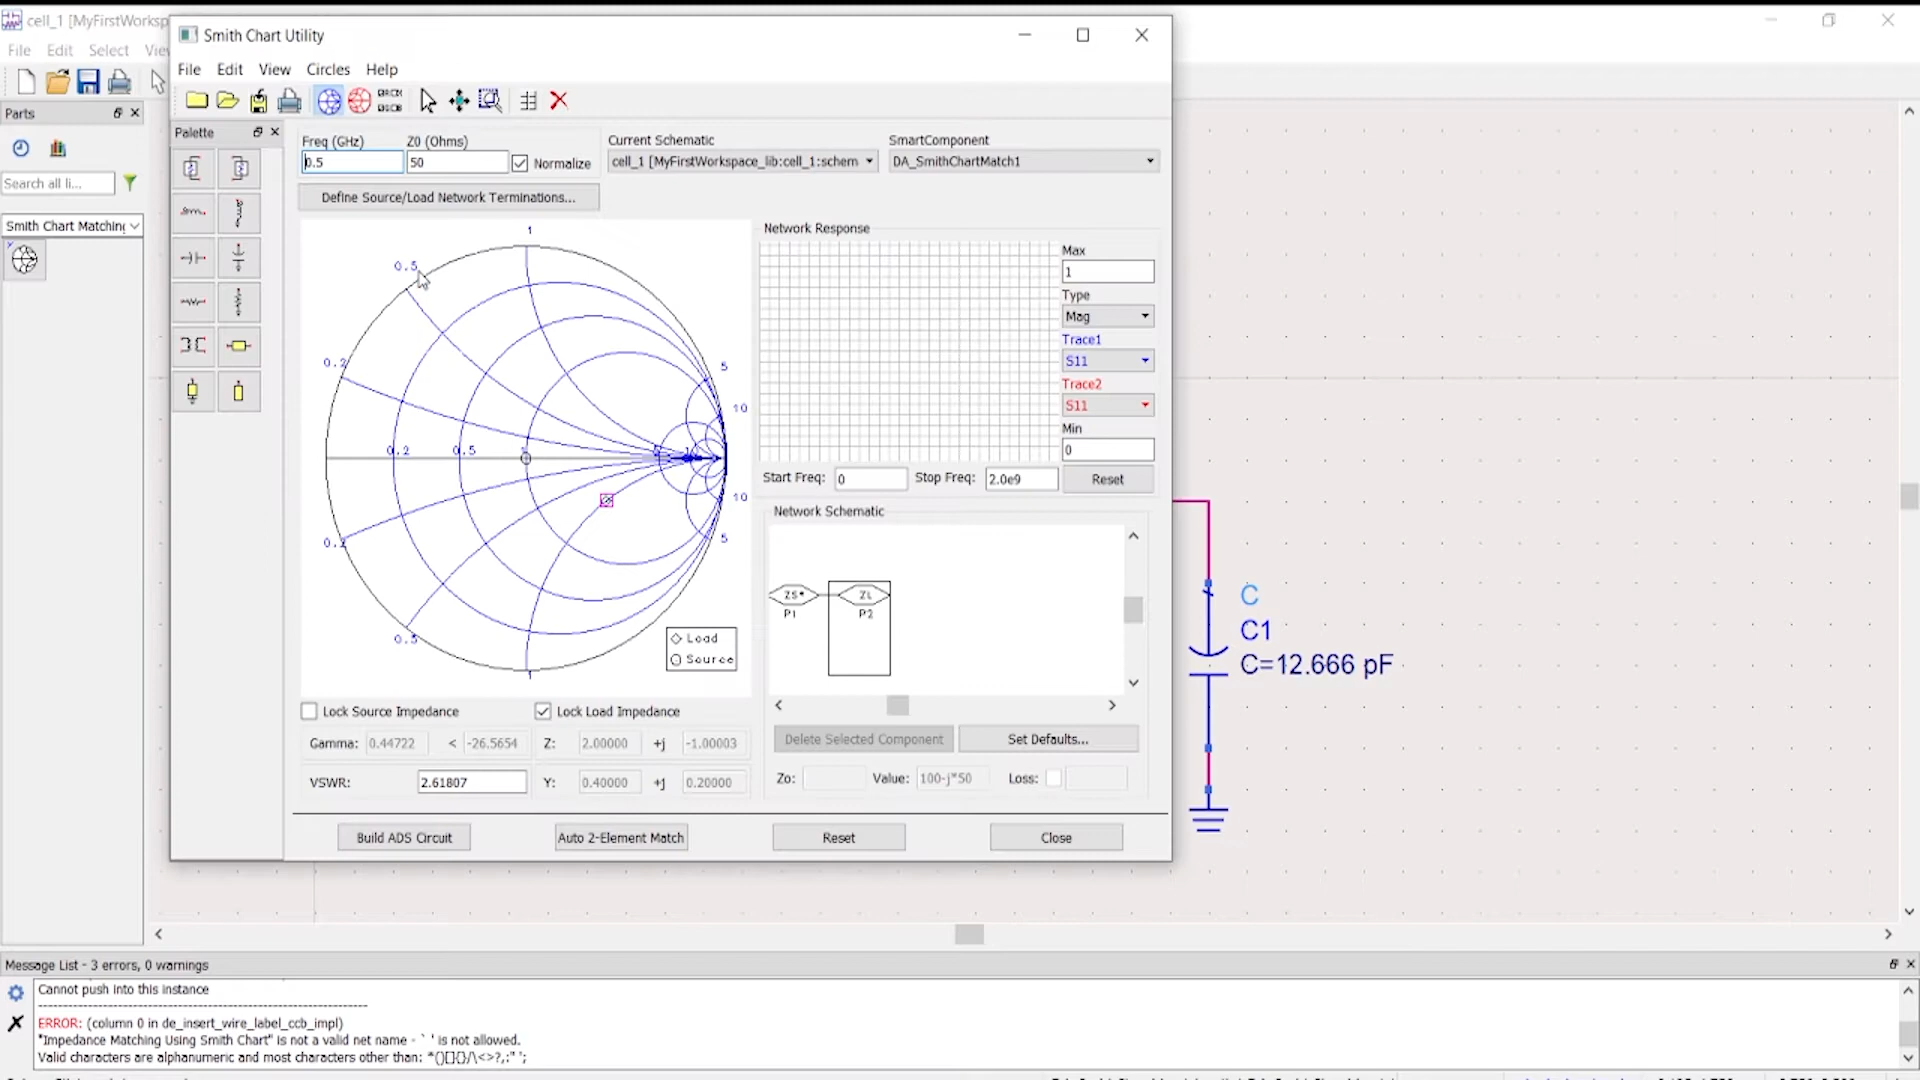 cell_1 [MyFirstWorksp
Smith Chart Utility
File Edit Select Vie
File Edit View Circles Help
Parts
Palette
Freq (GHz) Z0 (Ohms)
Current Schematic
SmartComponent
0.5 50 Normalize
cell_1 [MyFirstWorkspace_lib:cell_1:schem
DA_SmithChartMatch1
Search all li...
Define Source/Load Network Terminations...
Smith Chart Matching
Network Response
1
0.5
0.2
5
10
0.2 0.5 1
10
5
0.2
0.5
1
Load
Source
Max
1
Type
Mag
Trace1
S11
Trace2
S11
Min
0
Start Freq: 0 Stop Freq: 2.0e9 Reset
Network Schematic
ZS* ZL
P1 P2
Lock Source Impedance Lock Load Impedance
Gamma: 0.44722 < -26.5654 Z: 2.00000 +j -1.00003
VSWR: 2.61807 Y: 0.40000 +j 0.20000
Delete Selected Component Set Defaults...
Zo: Value: 100-j*50 Loss:
Build ADS Circuit Auto 2-Element Match Reset Close
C
C1
C=12.666 pF
Message List - 3 errors, 0 warnings
Cannot push into this instance
------------------------------------------------------------------
ERROR: (column 0 in de_insert_wire_label_ccb_impl)
"Impedance Matching Using Smith Chart" is not a valid net name - ` ' is not allowed.
Valid characters are alphanumeric and most characters other than: "()[]{}/\<>?,;:" ';